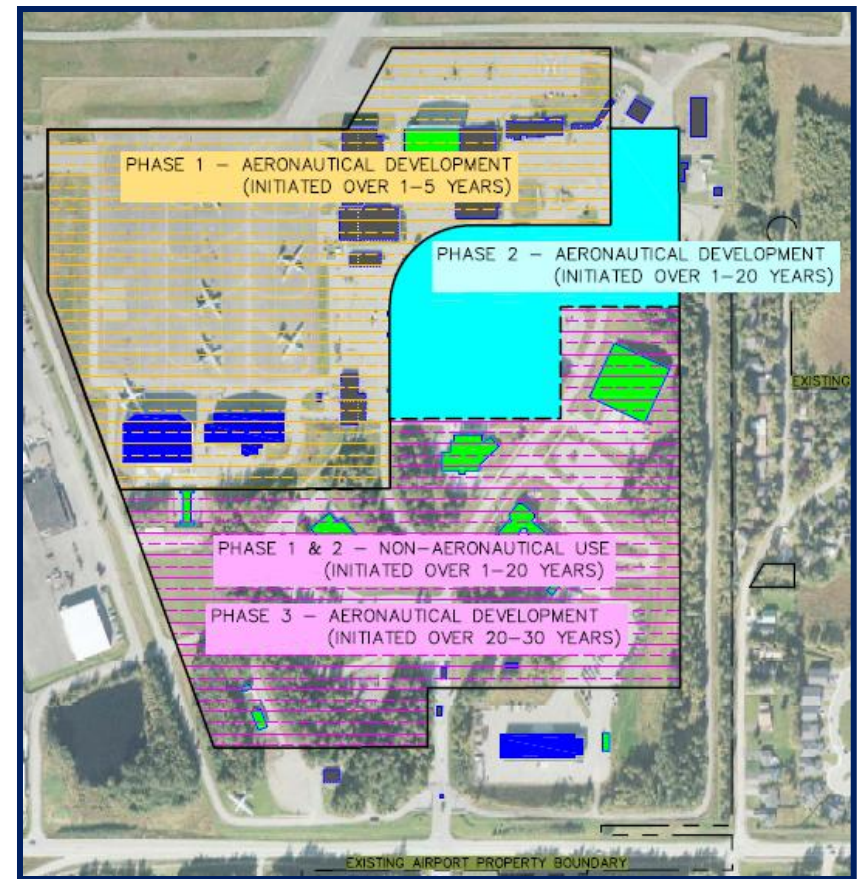 PHASE 1 – AERONAUTICAL DEVELOPMENT
(INITIATED OVER 1–5 YEARS)
PHASE 2 – AERONAUTICAL DEVELOPMENT
(INITIATED OVER 1–20 YEARS)
EXISTING
PHASE 1 & 2 – NON–AERONAUTICAL USE
(INITIATED OVER 1–20 YEARS)
PHASE 3 – AERONAUTICAL DEVELOPMENT
(INITIATED OVER 20–30 YEARS)
EXISTING AIRPORT PROPERTY BOUNDARY